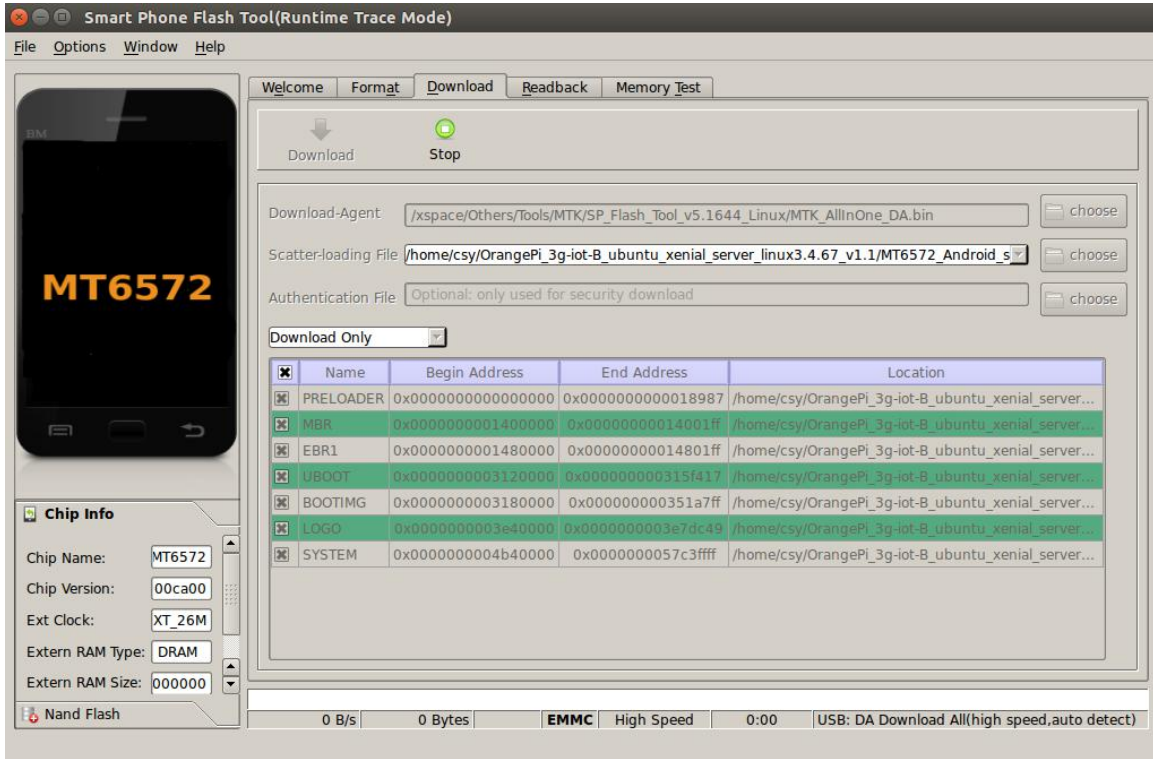 Smart Phone Flash Tool(Runtime Trace Mode)
File Options Window Help
BM
MT6572
Welcome Format Download Readback Memory Test
Download Stop
Download-Agent /xspace/Others/Tools/MTK/SP_Flash_Tool_v5.1644_Linux/MTK_AllInOne_DA.bin choose
Scatter-loading File /home/csy/OrangePi_3g-iot-B_ubuntu_xenial_server_linux3.4.67_v1.1/MT6572_Android_s choose
Authentication File Optional: only used for security download choose
Download Only
Name Begin Address End Address Location
PRELOADER 0x0000000000000000 0x0000000000018987 /home/csy/OrangePi_3g-iot-B_ubuntu_xenial_server...
MBR 0x0000000001400000 0x00000000014001ff /home/csy/OrangePi_3g-iot-B_ubuntu_xenial_server...
EBR1 0x0000000001480000 0x00000000014801ff /home/csy/OrangePi_3g-iot-B_ubuntu_xenial_server...
UBOOT 0x0000000003120000 0x000000000315f417 /home/csy/OrangePi_3g-iot-B_ubuntu_xenial_server...
BOOTIMG 0x0000000003180000 0x000000000351a7ff /home/csy/OrangePi_3g-iot-B_ubuntu_xenial_server...
LOGO 0x0000000003e40000 0x0000000003e7dc49 /home/csy/OrangePi_3g-iot-B_ubuntu_xenial_server...
SYSTEM 0x0000000004b40000 0x0000000057c3ffff /home/csy/OrangePi_3g-iot-B_ubuntu_xenial_server...
Chip Info
Chip Name: MT6572
Chip Version: 00ca00
Ext Clock: XT_26M
Extern RAM Type: DRAM
Extern RAM Size: 000000
Nand Flash
0 B/s 0 Bytes EMMC High Speed 0:00 USB: DA Download All(high speed,auto detect)